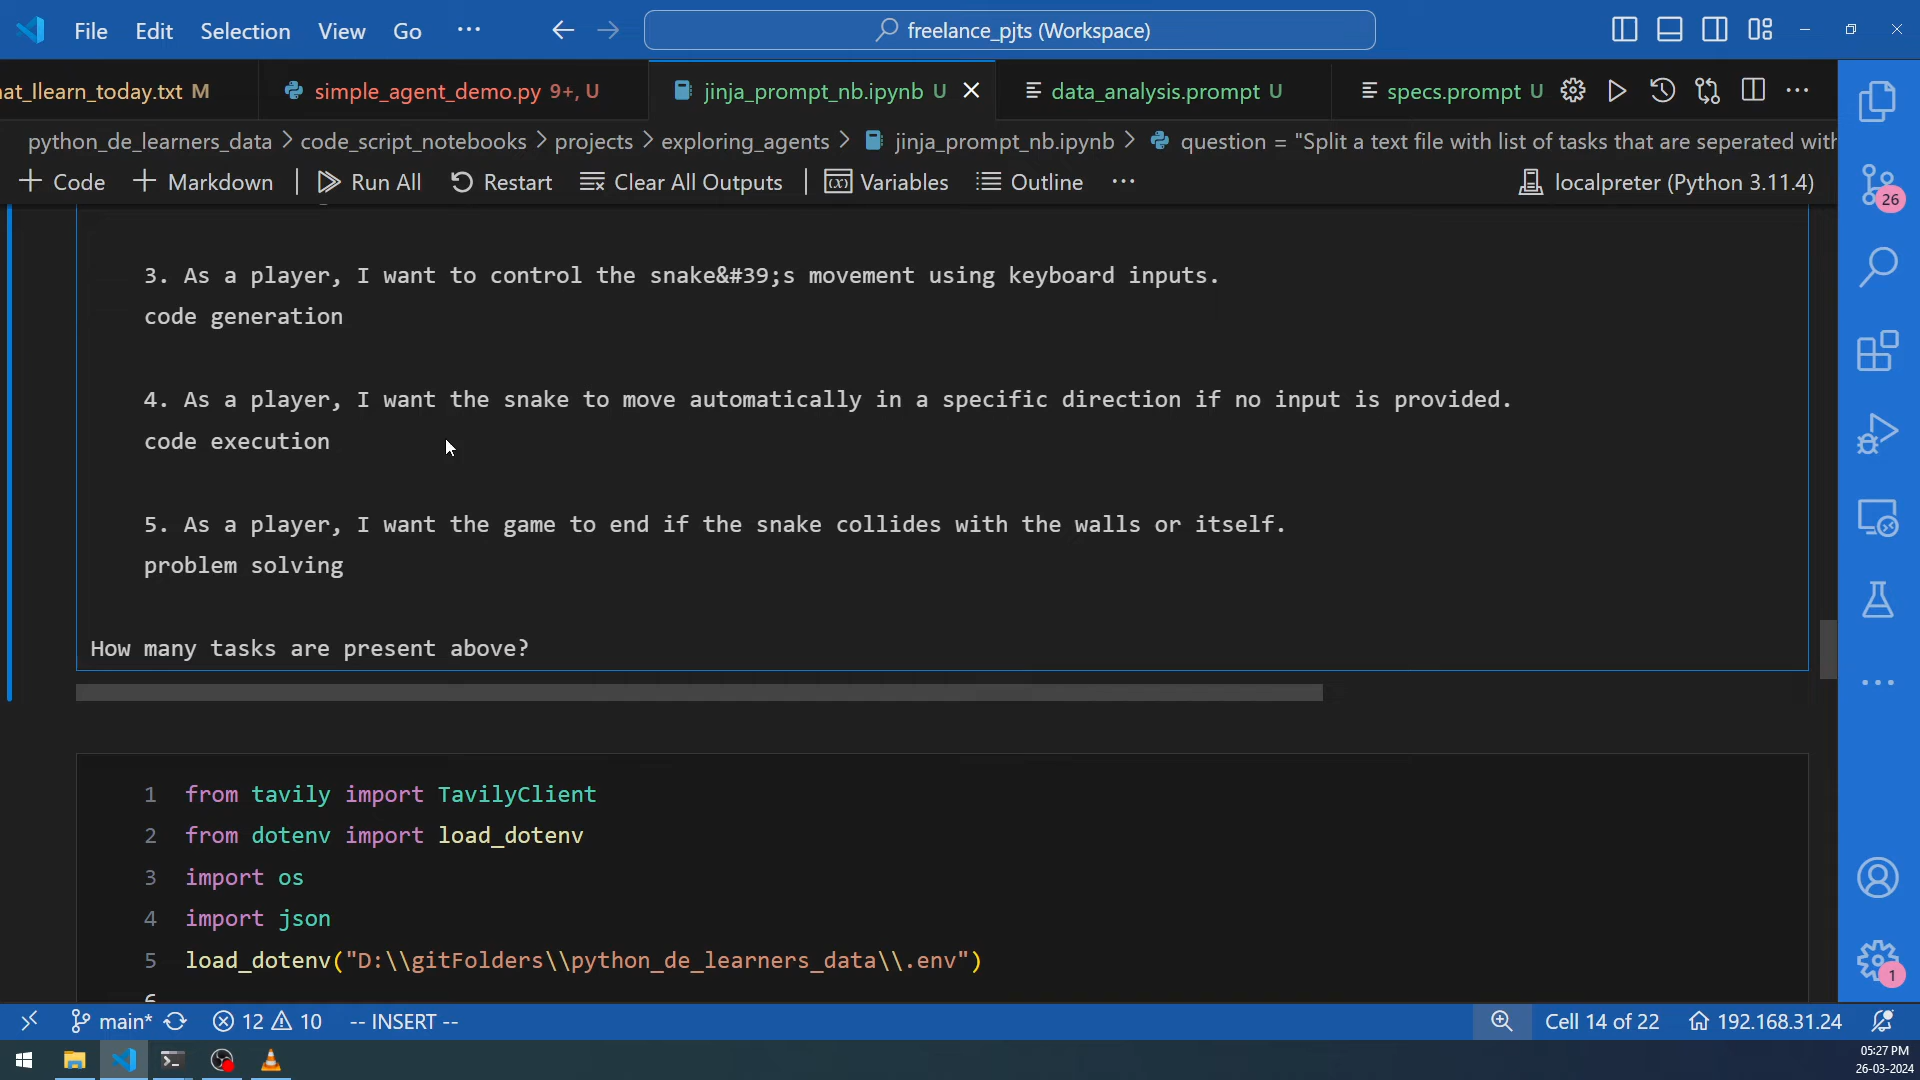 File Edit Selection View Go ··· freelance_pjts (Workspace)
at_Ilearn_today.txt M simple_agent_demo.py 9+, U jinja_prompt_nb.ipynb U data_analysis.prompt U specs.prompt U
python_de_learners_data > code_script_notebooks > projects > exploring_agents > jinja_prompt_nb.ipynb > question = "Split a text file with list of tasks that are seperated with
+ Code + Markdown | Run All Restart Clear All Outputs | Variables Outline ··· localpreter (Python 3.11.4)
26
3. As a player, I want to control the snake&#39;s movement using keyboard inputs.
code generation
4. As a player, I want the snake to move automatically in a specific direction if no input is provided.
code execution
5. As a player, I want the game to end if the snake collides with the walls or itself.
problem solving
How many tasks are present above?
1 from tavily import TavilyClient
2 from dotenv import load_dotenv
3 import os
4 import json
5 load_dotenv("D:\\gitFolders\\python_de_learners_data\\.env")
6
1
main* 12 10 -- INSERT -- Cell 14 of 22 192.168.31.24
05:27 PM
26-03-2024